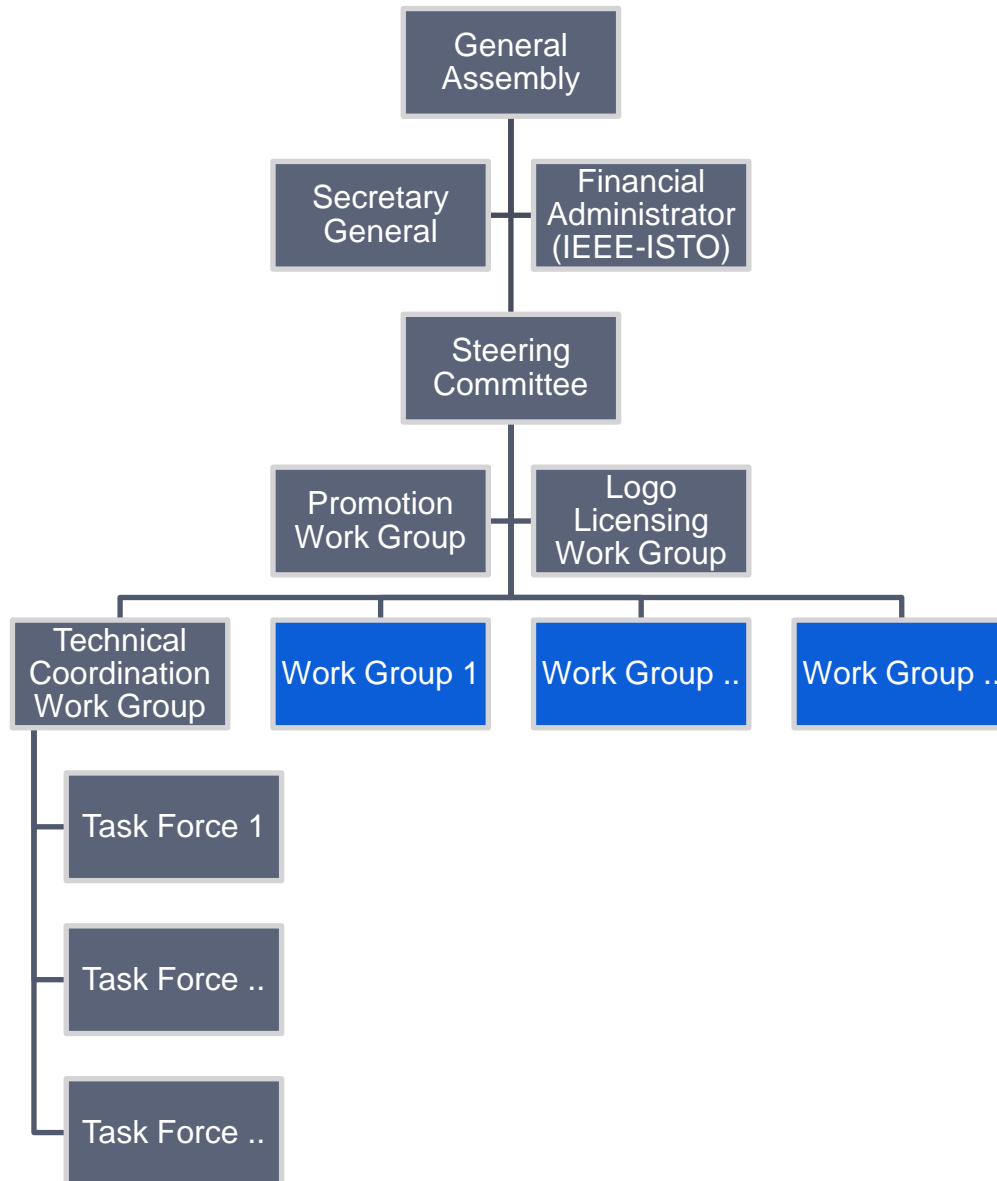 General
Assembly
Secretary
General
Financial
Administrator
(IEEE-ISTO)
Steering
Committee
Promotion
Work Group
Logo
Licensing
Work Group
Technical
Coordination
Work Group
Work Group 1
Work Group ..
Work Group ..
Task Force 1
Task Force ..
Task Force ..